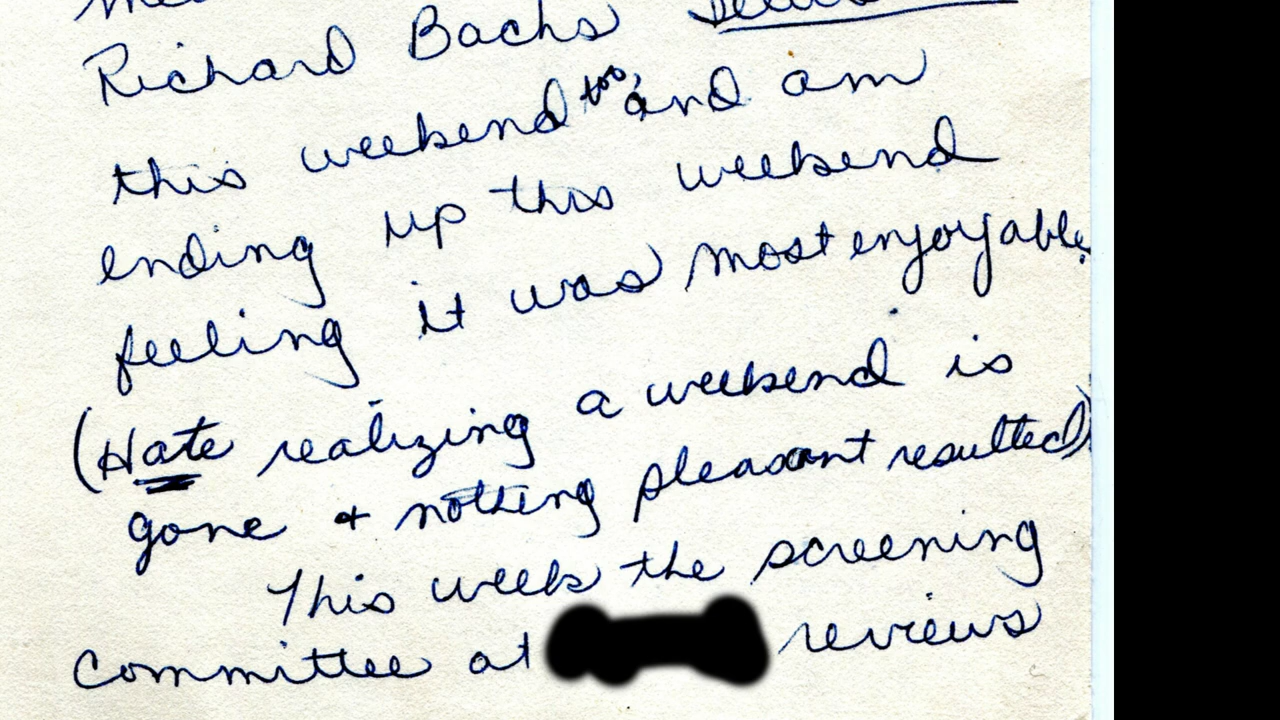 Richard Bachs
this weekend too, and am
ending up this weekend
feeling it was most enjoyable.
(Hate realizing a weekend is
gone + nothing pleasant resulted)
This week the screening
committee at reviews